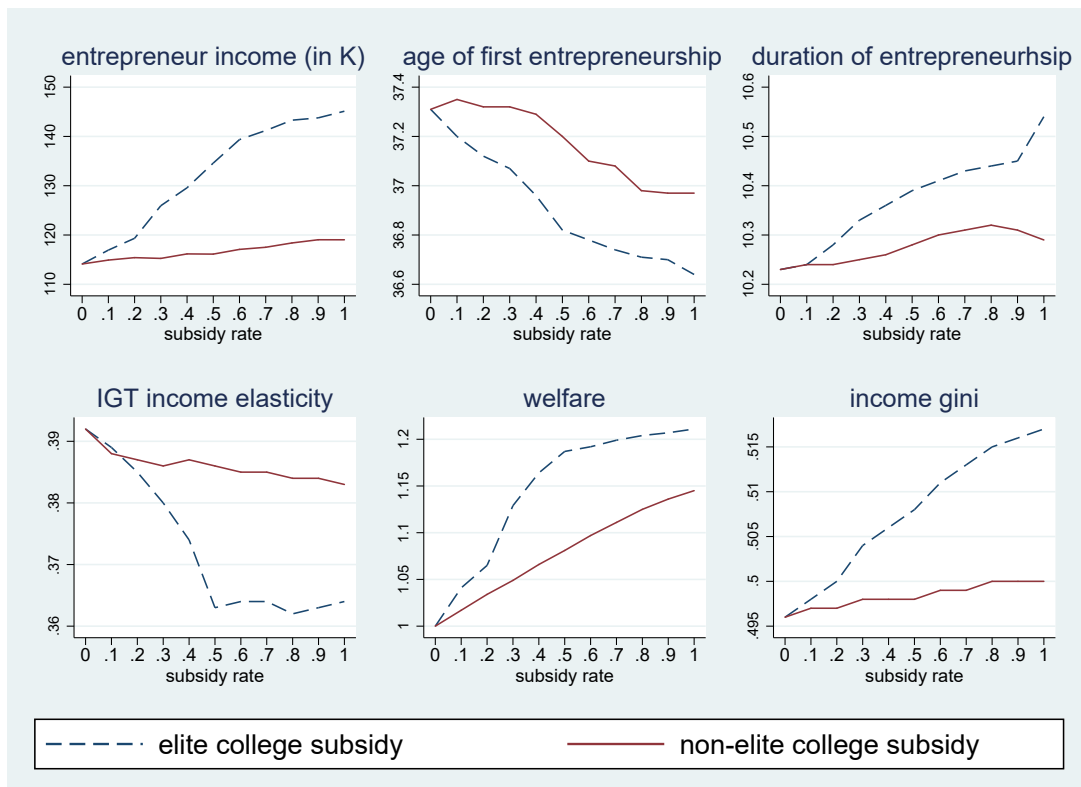 entrepreneur income (in K)
150
140
130
120
110
0 .1 .2 .3 .4 .5 .6 .7 .8 .9 1
subsidy rate
age of first entrepreneurship
37.4
37.2
37
36.8
36.6
0 .1 .2 .3 .4 .5 .6 .7 .8 .9 1
subsidy rate
duration of entrepreneurhsip
10.6
10.5
10.4
10.3
10.2
0 .1 .2 .3 .4 .5 .6 .7 .8 .9 1
subsidy rate
IGT income elasticity
.39
.38
.37
.36
0 .1 .2 .3 .4 .5 .6 .7 .8 .9 1
subsidy rate
welfare
1.2
1.15
1.1
1.05
1
0 .1 .2 .3 .4 .5 .6 .7 .8 .9 1
subsidy rate
income gini
.515
.51
.505
.5
.495
0 .1 .2 .3 .4 .5 .6 .7 .8 .9 1
subsidy rate
elite college subsidy
non-elite college subsidy